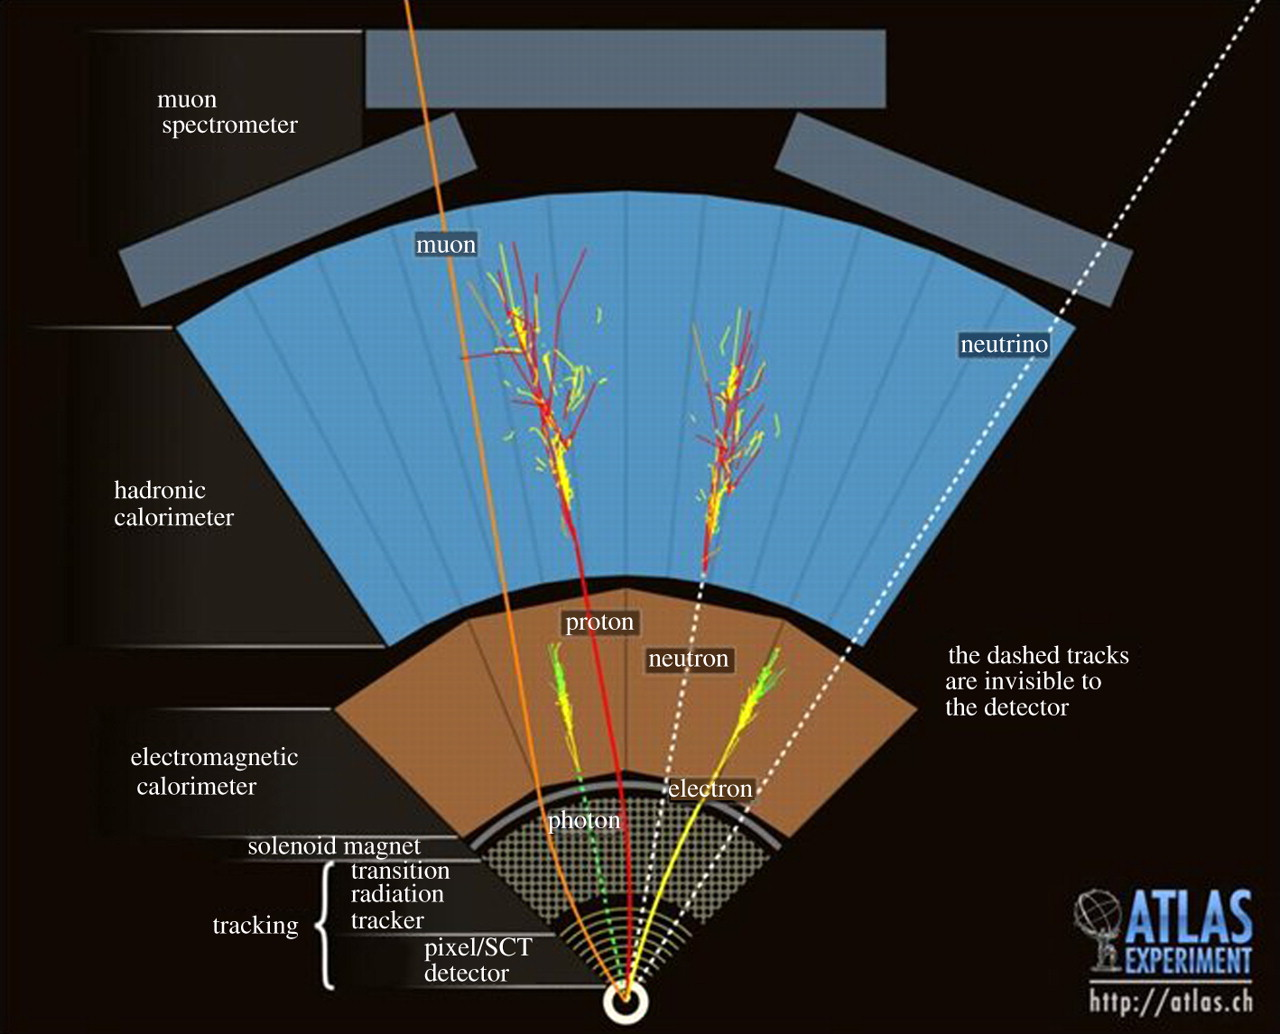 muon
spectrometer
muon
neutrino
hadronic
calorimeter
proton
neutron
the dashed tracks
are invisible to
the detector
electromagnetic
calorimeter
electron
photon
solenoid magnet
transition
radiation
tracker
tracking
pixel/SCT
detector
ATLAS
EXPERIMENT
http://atlas.ch